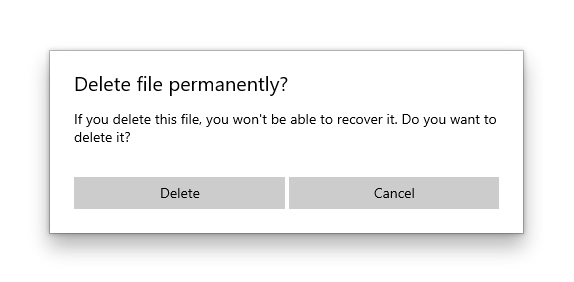 Delete file permanently?
If you delete this file, you won't be able to recover it. Do you want to
delete it?
Delete
Cancel